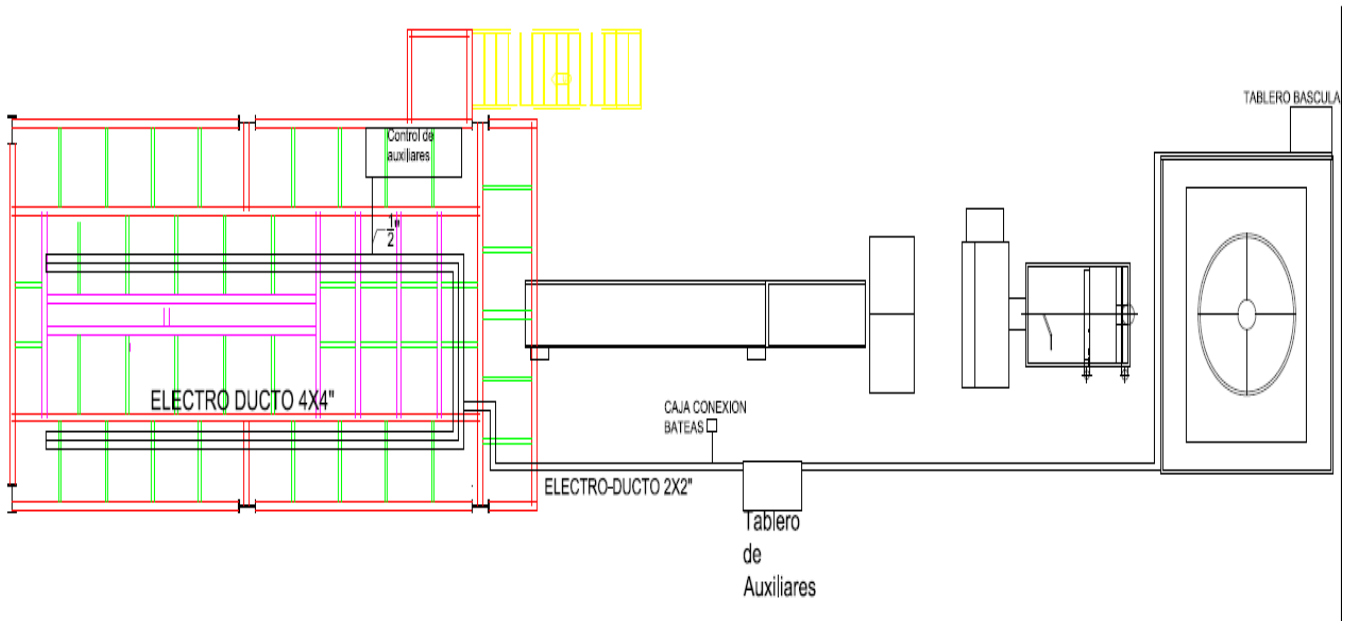 TABLERO BASCULA
Control de
auxiliares
1"
2
ELECTRO DUCTO 4X4"
CAJA CONEXION
BATEAS
ELECTRO-DUCTO 2X2"
Tablero
de
Auxiliares